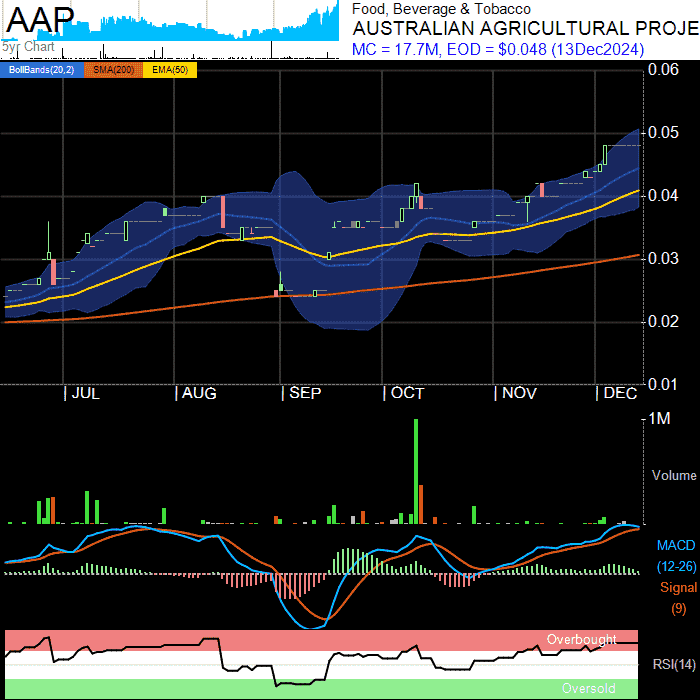 AAP
5yr Chart
Food, Beverage & Tobacco
AUSTRALIAN AGRICULTURAL PROJE
MC = 17.7M, EOD = $0.048 (13Dec2024)
BollBands(20,2) SMA(200) EMA(50)
0.06
0.05
0.04
0.03
0.02
0.01
JUL AUG SEP OCT NOV DEC
1M
Volume
MACD
(12-26)
Signal
(9)
Overbought
RSI(14)
Oversold